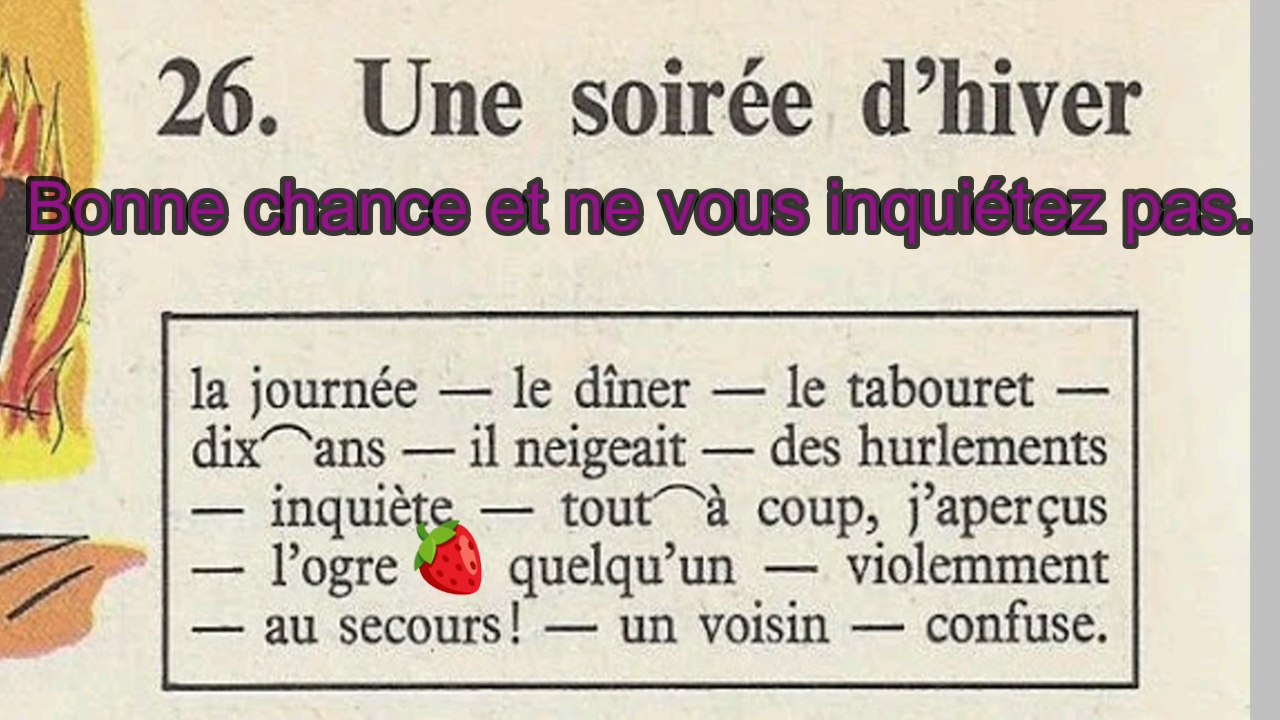 26. Une soirée d'hiver
Bonne chance et ne vous inquiétez pas.
la journée — le dîner — le tabouret —
dix‿ans — il neigeait — des hurlements
— inquiète — tout‿à coup, j'aperçus
— l'ogre quelqu'un — violemment
— au secours! — un voisin — confuse.